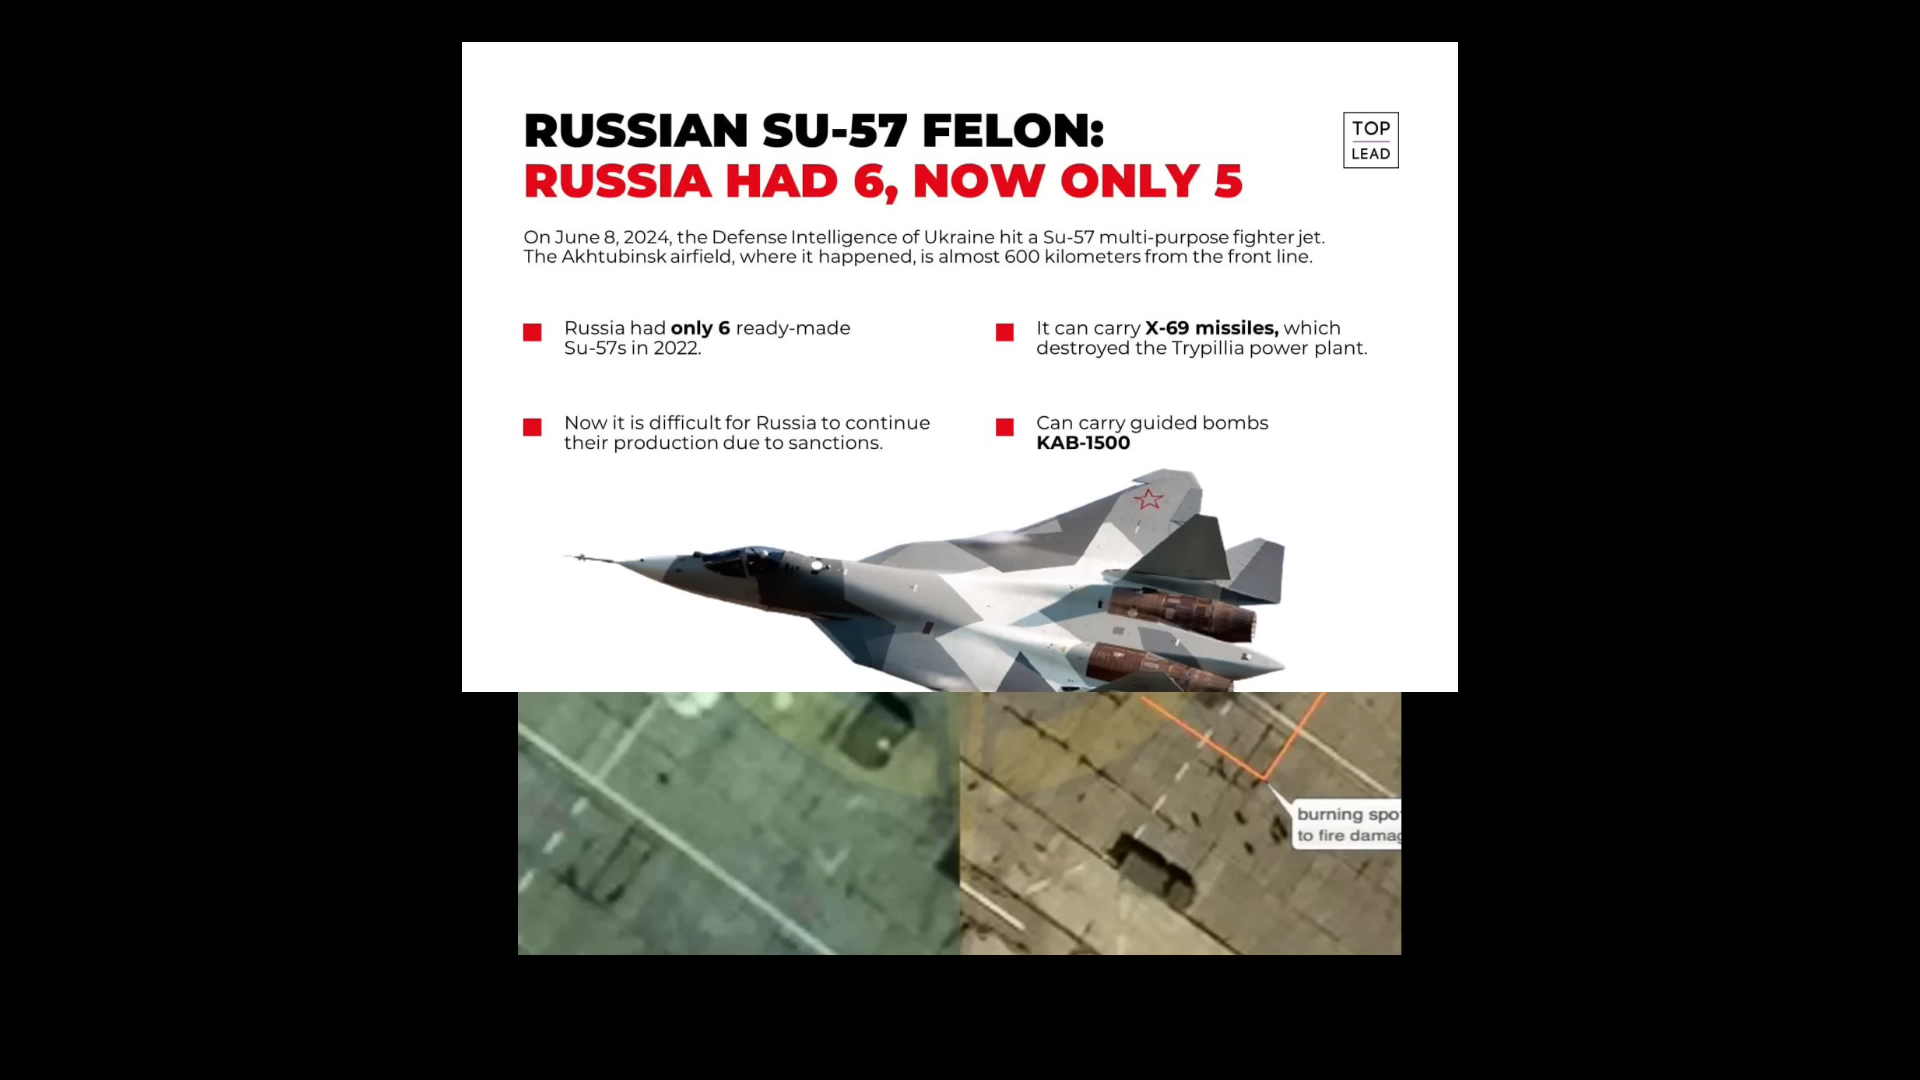 RUSSIAN SU-57 FELON:
RUSSIA HAD 6, NOW ONLY 5
TOP
LEAD
On June 8, 2024, the Defense Intelligence of Ukraine hit a Su-57 multi-purpose fighter jet.
The Akhtubinsk airfield, where it happened, is almost 600 kilometers from the front line.
Russia had only 6 ready-made
Su-57s in 2022.
It can carry X-69 missiles, which
destroyed the Trypillia power plant.
Now it is difficult for Russia to continue
their production due to sanctions.
Can carry guided bombs
KAB-1500
burning spo
to fire damag